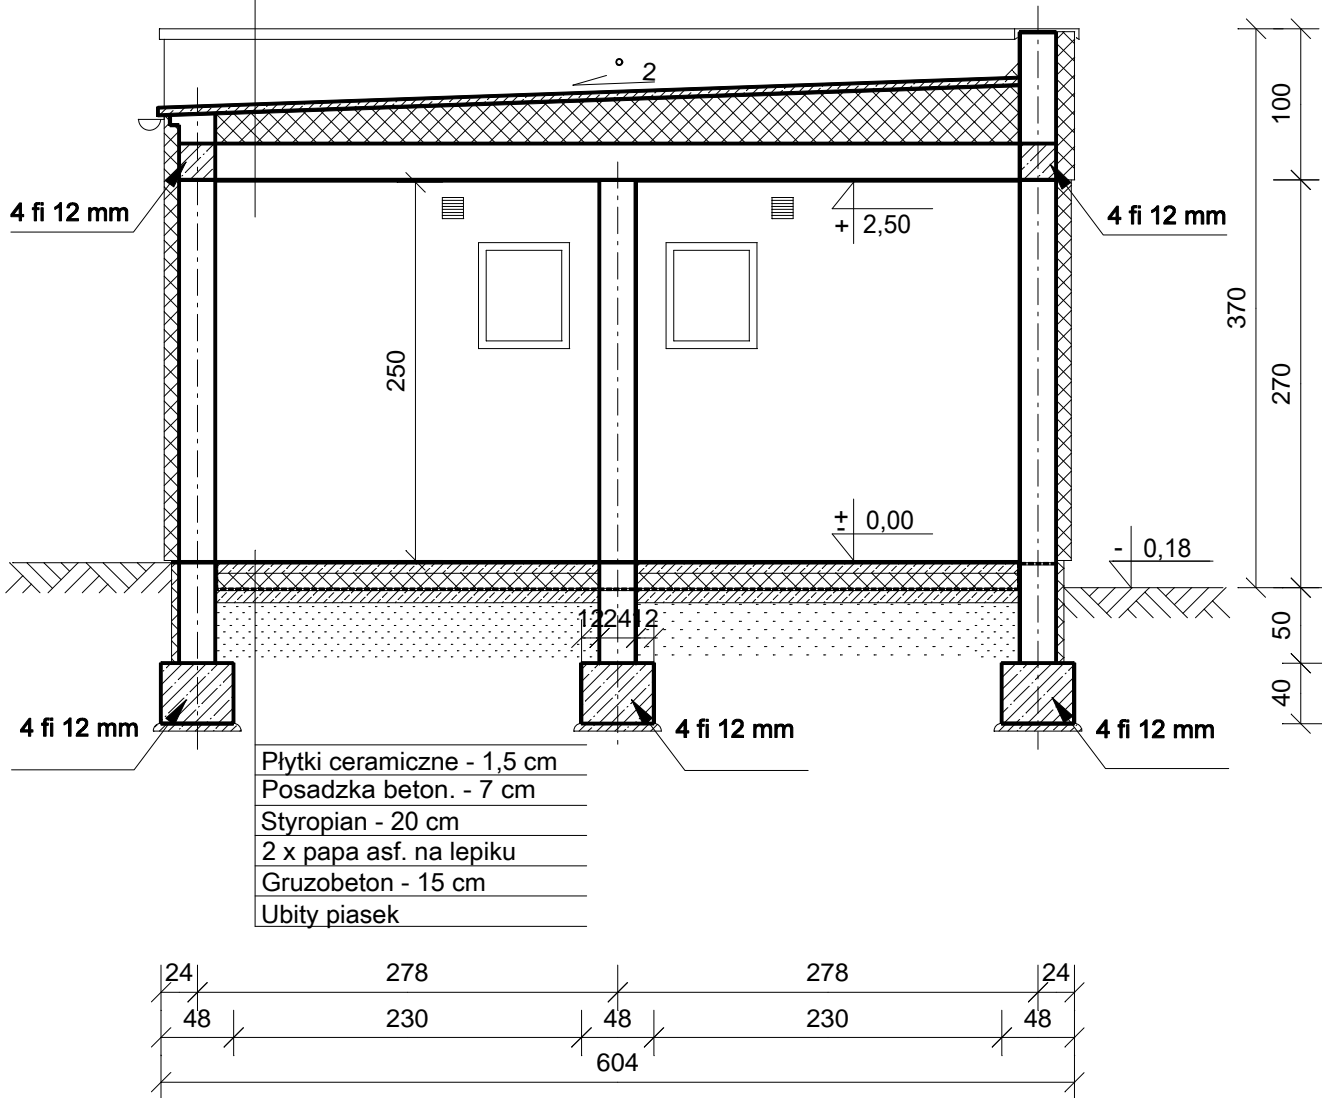 ° 2
100
4 fi 12 mm
4 fi 12 mm
+ 2,50
370
250
270
± 0,00
- 0,18
12 24 12
50
40
4 fi 12 mm
4 fi 12 mm
4 fi 12 mm
Płytki ceramiczne - 1,5 cm
Posadzka beton. - 7 cm
Styropian - 20 cm
2 x papa asf. na lepiku
Gruzobeton - 15 cm
Ubity piasek
24 278 278 24
48 230 48 230 48
604